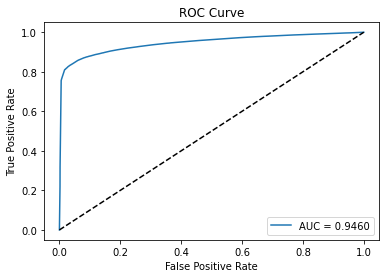 ROC Curve
1.0
0.8
0.6
0.4
0.2
0.0
True Positive Rate
AUC = 0.9460
0.0 0.2 0.4 0.6 0.8 1.0
False Positive Rate